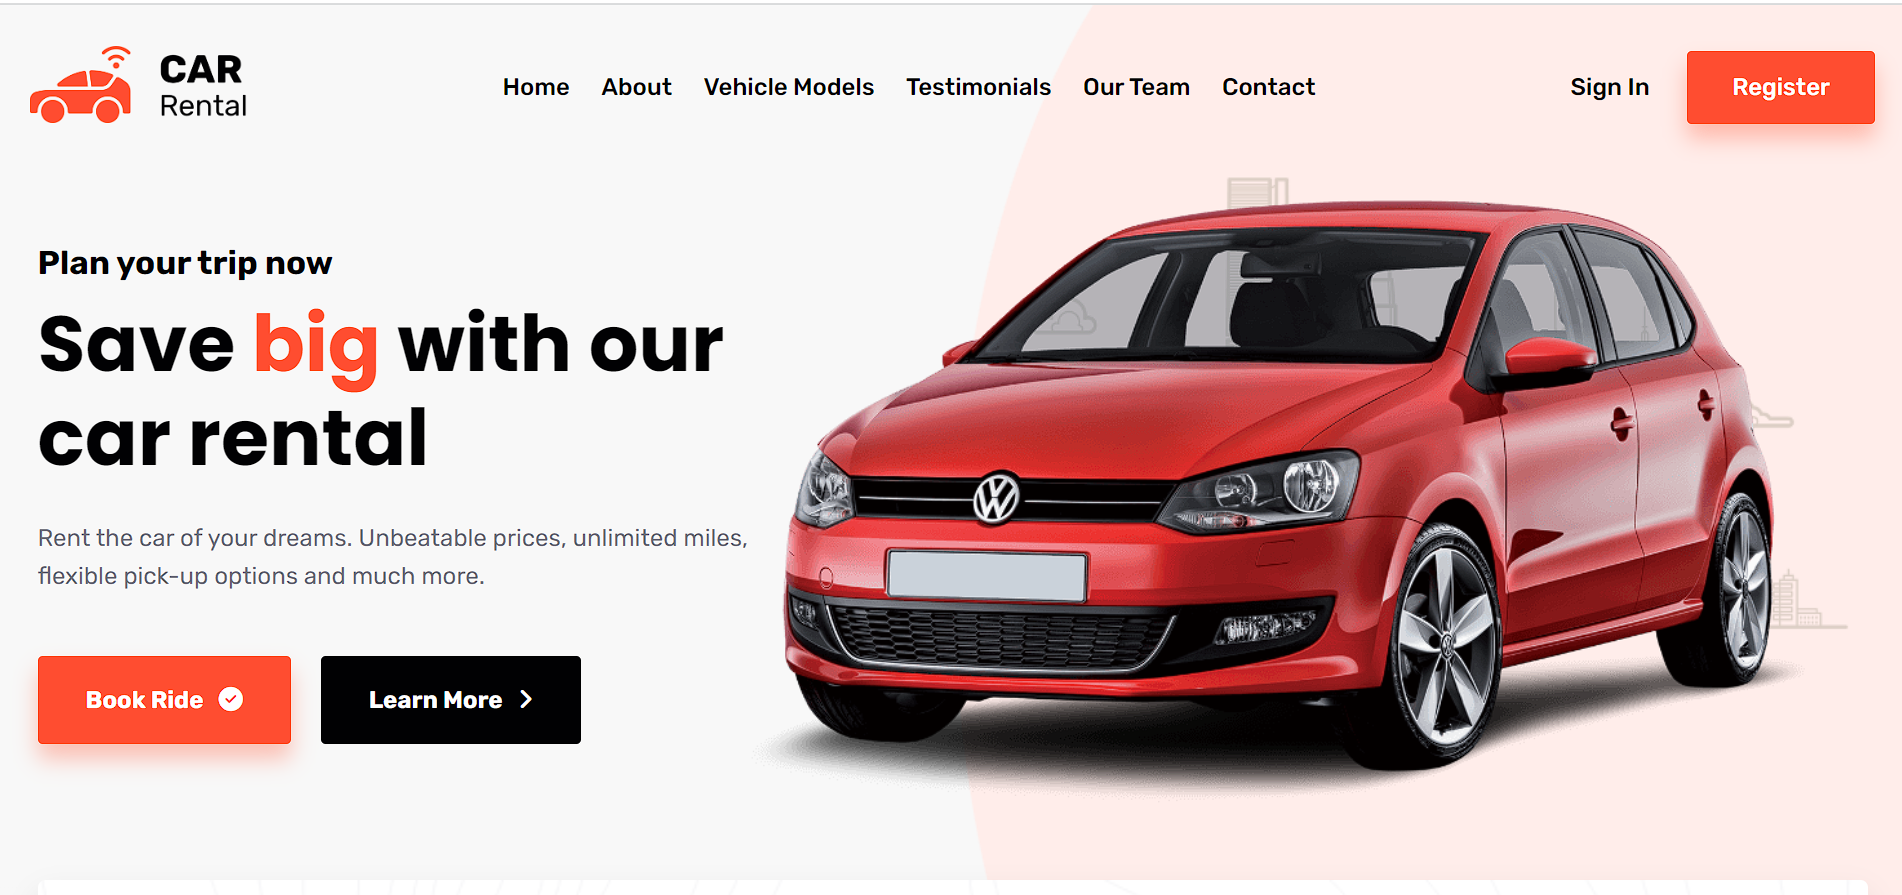 CAR
Rental
Home About Vehicle Models Testimonials Our Team Contact
Sign In
Register
Plan your trip now
Save big with our
car rental
Rent the car of your dreams. Unbeatable prices, unlimited miles,
flexible pick-up options and much more.
Book Ride
Learn More